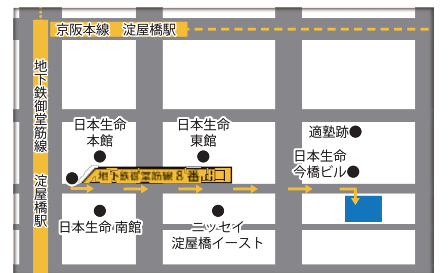 京阪本線　淀屋橋駅
地下鉄御堂筋線　淀屋橋駅
日本生命
本館
日本生命
東館
適塾跡
日本生命
今橋ビル
地下鉄御堂筋線8番出口
日本生命 南館
ニッセイ
淀屋橋イースト